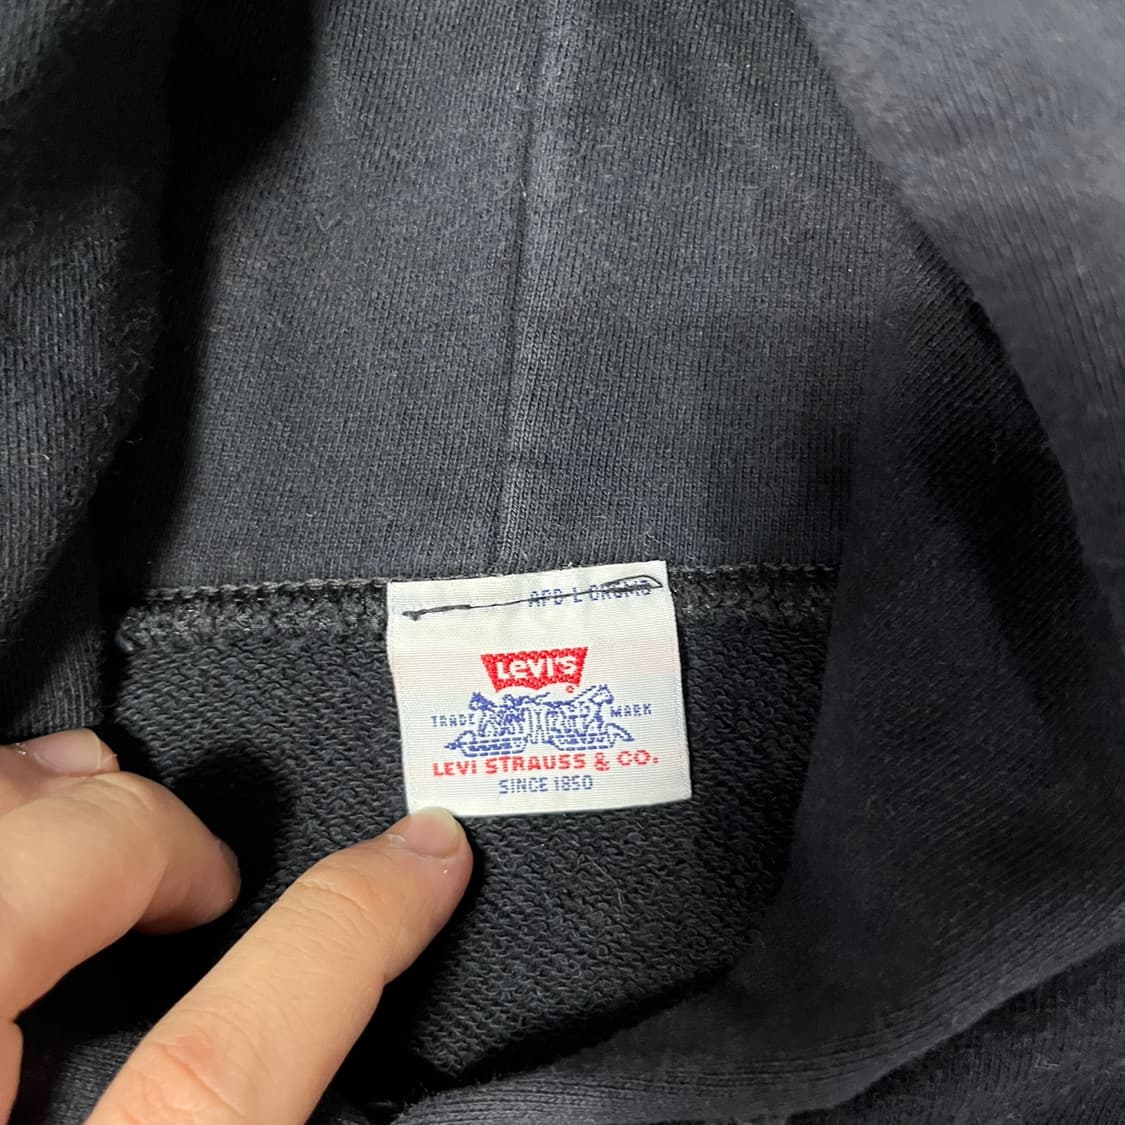 Levi's
®
TRADE MARK
LEVI STRAUSS & CO.
SINCE 1850